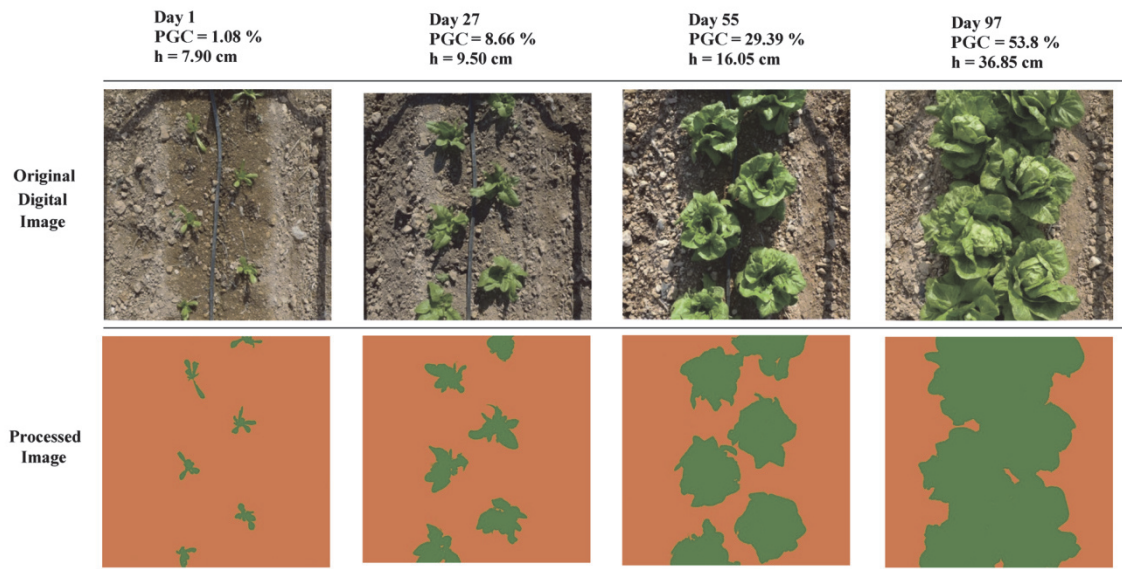 Day 1
PGC = 1.08 %
h = 7.90 cm
Day 27
PGC = 8.66 %
h = 9.50 cm
Day 55
PGC = 29.39 %
h = 16.05 cm
Day 97
PGC = 53.8 %
h = 36.85 cm
Original
Digital
Image
Processed
Image